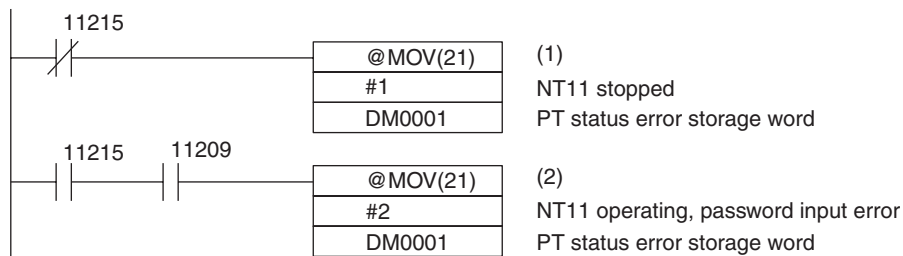 11215
@MOV(21) (1)
#1 NT11 stopped
DM0001 PT status error storage word
11215 11209
@MOV(21) (2)
#2 NT11 operating, password input error
DM0001 PT status error storage word